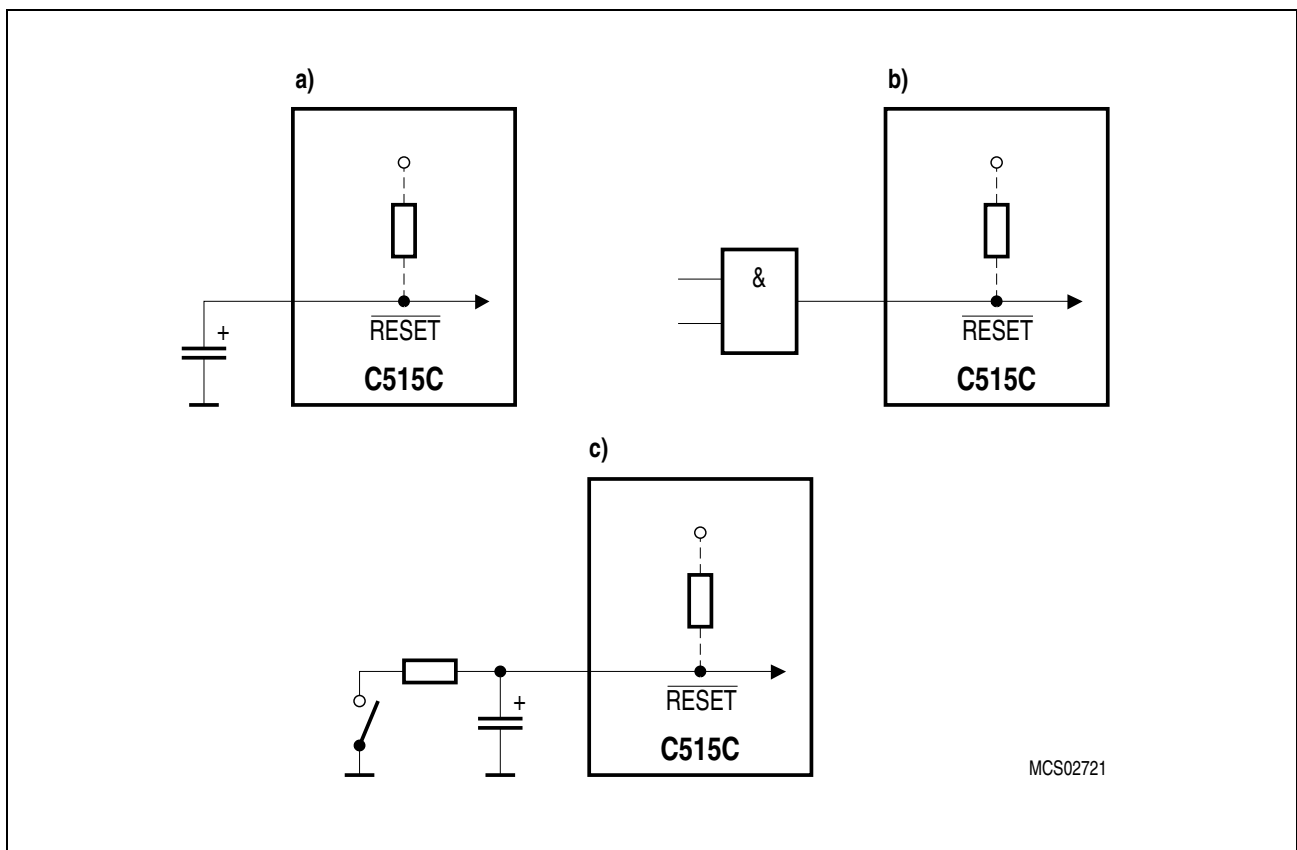 a)
+
RESET
C515C
b)
&
RESET
C515C
c)
+
RESET
C515C
MCS02721